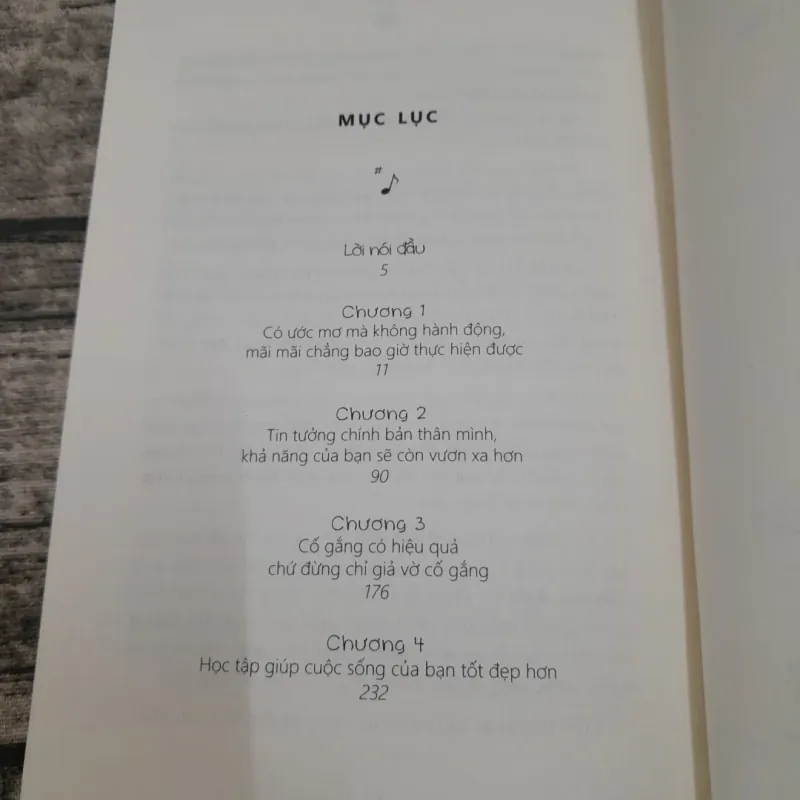 MỤC LỤC
Lời nói đầu
5
Chương 1
Có ước mơ mà không hành động,
mãi mãi chẳng bao giờ thực hiện được
11
Chương 2
Tin tưởng chính bản thân mình,
khả năng của bạn sẽ còn vươn xa hơn
90
Chương 3
Cố gắng có hiệu quả
chứ đừng chỉ giả vờ cố gắng
176
Chương 4
Học tập giúp cuộc sống của bạn tốt đẹp hơn
232